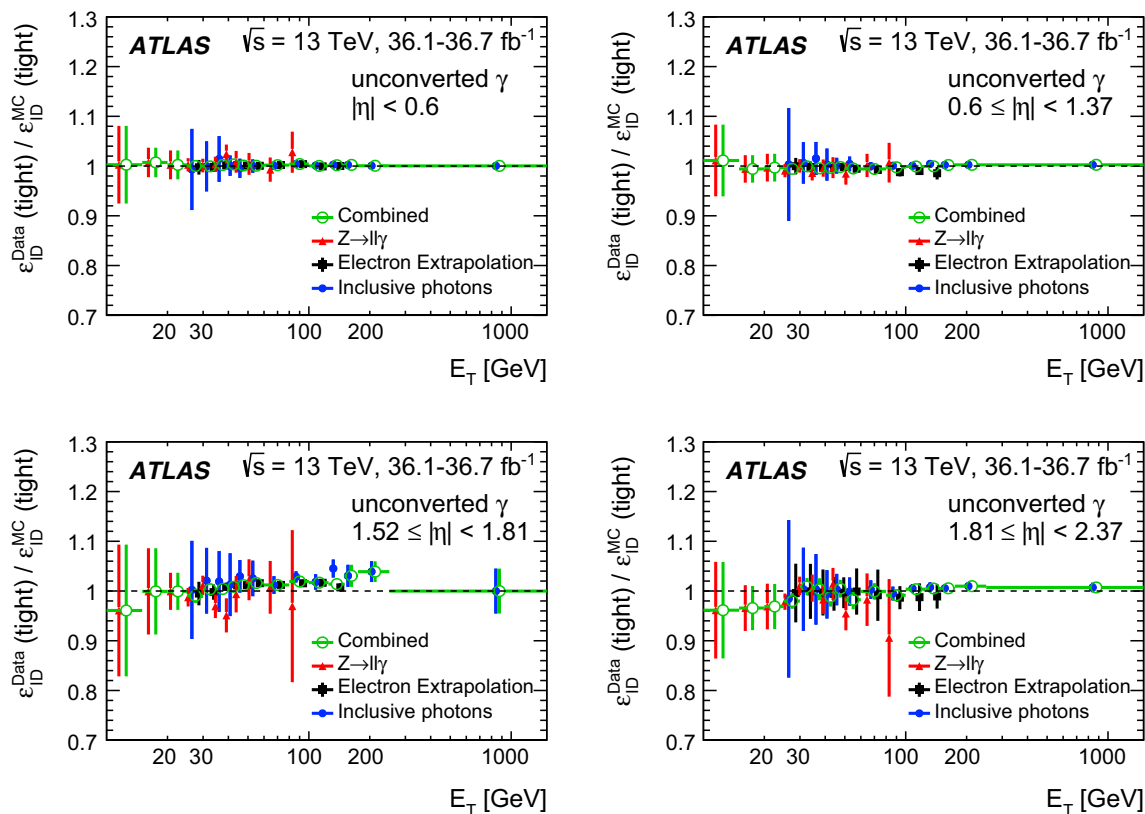 ATLAS √s = 13 TeV, 36.1-36.7 fb⁻¹
unconverted γ
|η| < 0.6
Combined
Z→llγ
Electron Extrapolation
Inclusive photons
ε_ID^Data (tight) / ε_ID^MC (tight)
1.3
1.2
1.1
1
0.9
0.8
0.7
20 30 100 200 1000
E_T [GeV]
ATLAS √s = 13 TeV, 36.1-36.7 fb⁻¹
unconverted γ
0.6 ≤ |η| < 1.37
Combined
Z→llγ
Electron Extrapolation
Inclusive photons
ε_ID^Data (tight) / ε_ID^MC (tight)
1.3
1.2
1.1
1
0.9
0.8
0.7
20 30 100 200 1000
E_T [GeV]
ATLAS √s = 13 TeV, 36.1-36.7 fb⁻¹
unconverted γ
1.52 ≤ |η| < 1.81
Combined
Z→llγ
Electron Extrapolation
Inclusive photons
ε_ID^Data (tight) / ε_ID^MC (tight)
1.3
1.2
1.1
1
0.9
0.8
0.7
20 30 100 200 1000
E_T [GeV]
ATLAS √s = 13 TeV, 36.1-36.7 fb⁻¹
unconverted γ
1.81 ≤ |η| < 2.37
Combined
Z→llγ
Electron Extrapolation
Inclusive photons
ε_ID^Data (tight) / ε_ID^MC (tight)
1.3
1.2
1.1
1
0.9
0.8
0.7
20 30 100 200 1000
E_T [GeV]